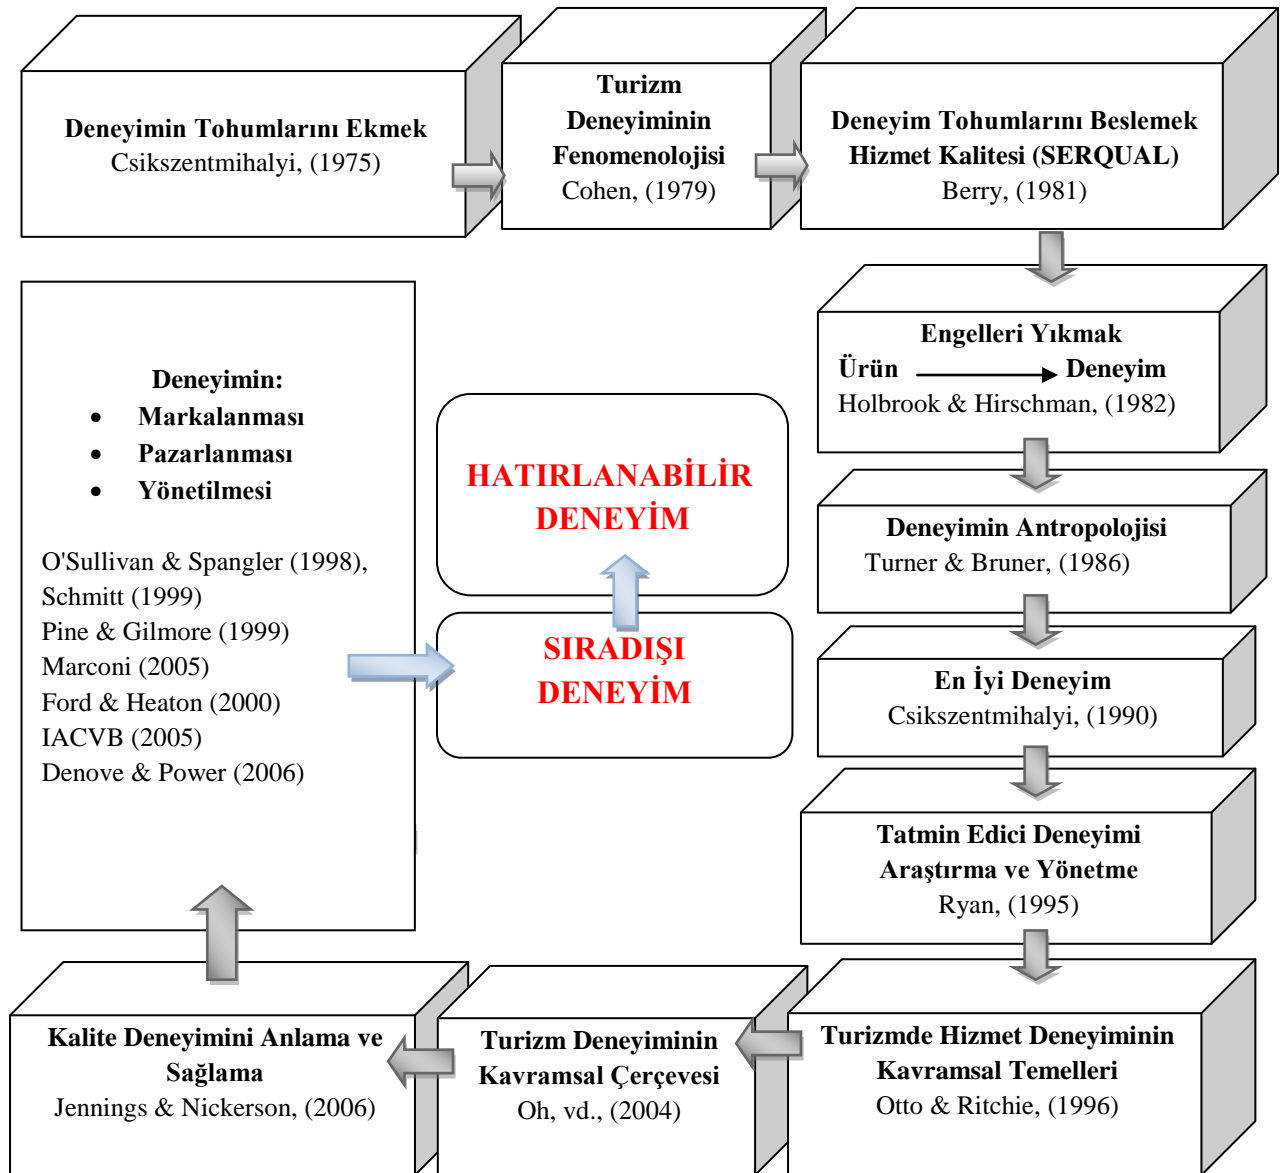 Deneyimin Tohumlarını Ekmek
Csikszentmihalyi, (1975)
Turizm
Deneyiminin
Fenomenolojisi
Cohen, (1979)
Deneyim Tohumlarını Beslemek
Hizmet Kalitesi (SERQUAL)
Berry, (1981)
Engelleri Yıkmak
Ürün Deneyim
Holbrook & Hirschman, (1982)
Deneyimin Antropolojisi
Turner & Bruner, (1986)
En İyi Deneyim
Csikszentmihalyi, (1990)
Tatmin Edici Deneyimi
Araştırma ve Yönetme
Ryan, (1995)
Turizmde Hizmet Deneyiminin
Kavramsal Temelleri
Otto & Ritchie, (1996)
Turizm Deneyiminin
Kavramsal Çerçevesi
Oh, vd., (2004)
Kalite Deneyimini Anlama ve
Sağlama
Jennings & Nickerson, (2006)
Deneyimin:
• Markalanması
• Pazarlanması
• Yönetilmesi
O'Sullivan & Spangler (1998),
Schmitt (1999)
Pine & Gilmore (1999)
Marconi (2005)
Ford & Heaton (2000)
IACVB (2005)
Denove & Power (2006)
SIRADIŞI
DENEYİM
HATIRLANABİLİR
DENEYİM